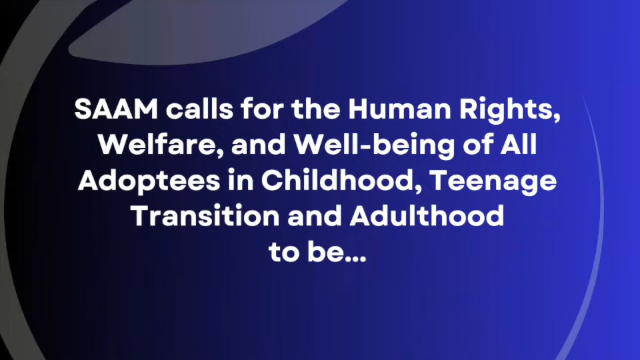 SAAM calls for the Human Rights,
Welfare, and Well-being of All
Adoptees in Childhood, Teenage
Transition and Adulthood
to be...